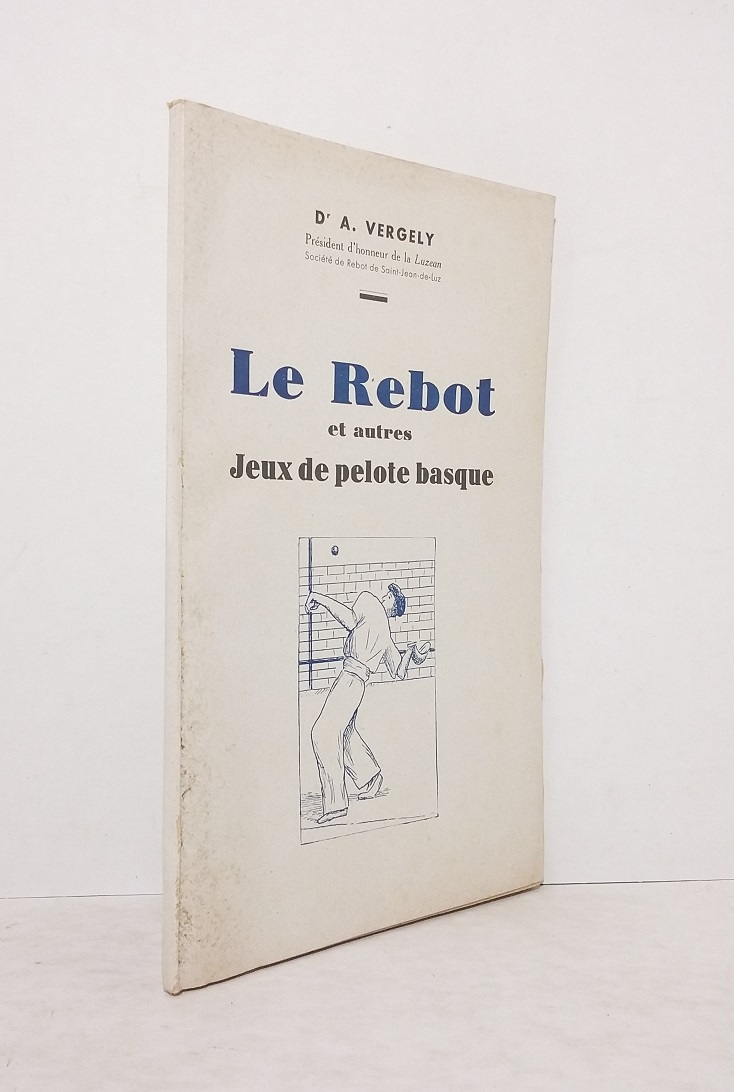 Dʳ A. VERGELY
Président d'honneur de la Luzean
Société de Rebot de Saint-Jean-de-Luz
Le Rebot
et autres
Jeux de pelote basque